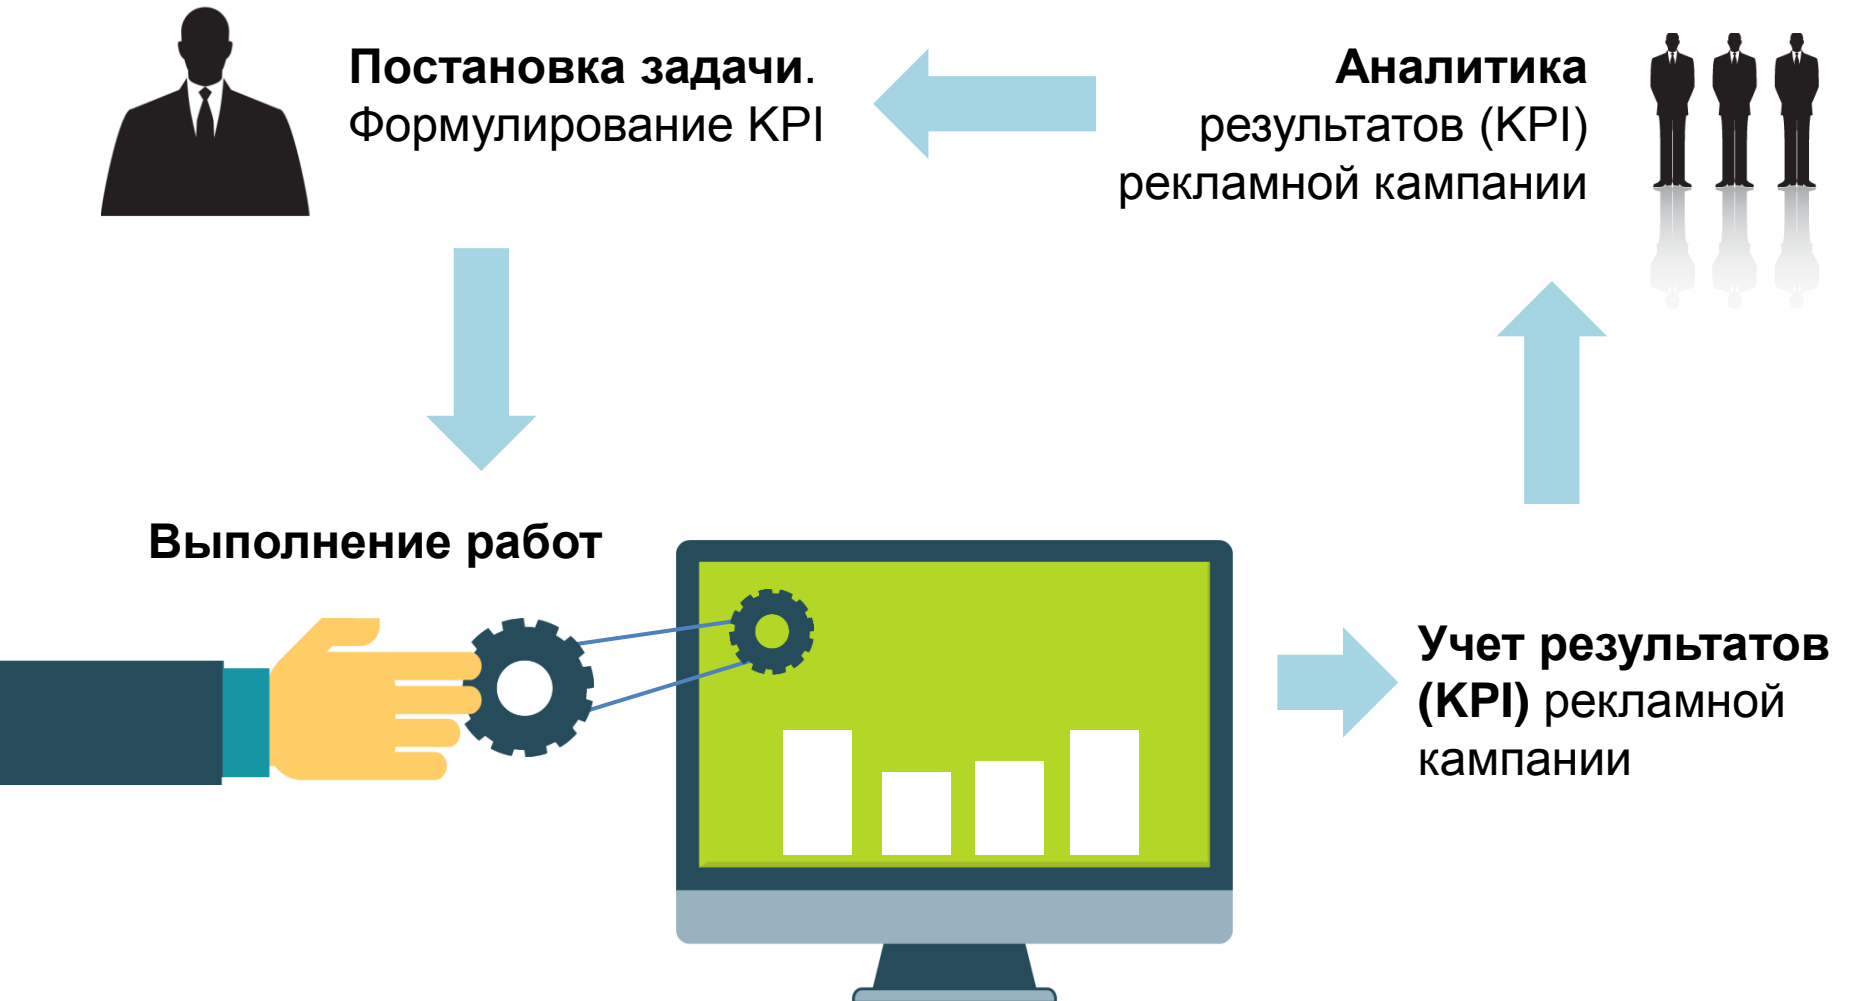 Постановка задачи.
Формулирование KPI
Аналитика
результатов (KPI)
рекламной кампании
Выполнение работ
Учет результатов
(KPI) рекламной
кампании